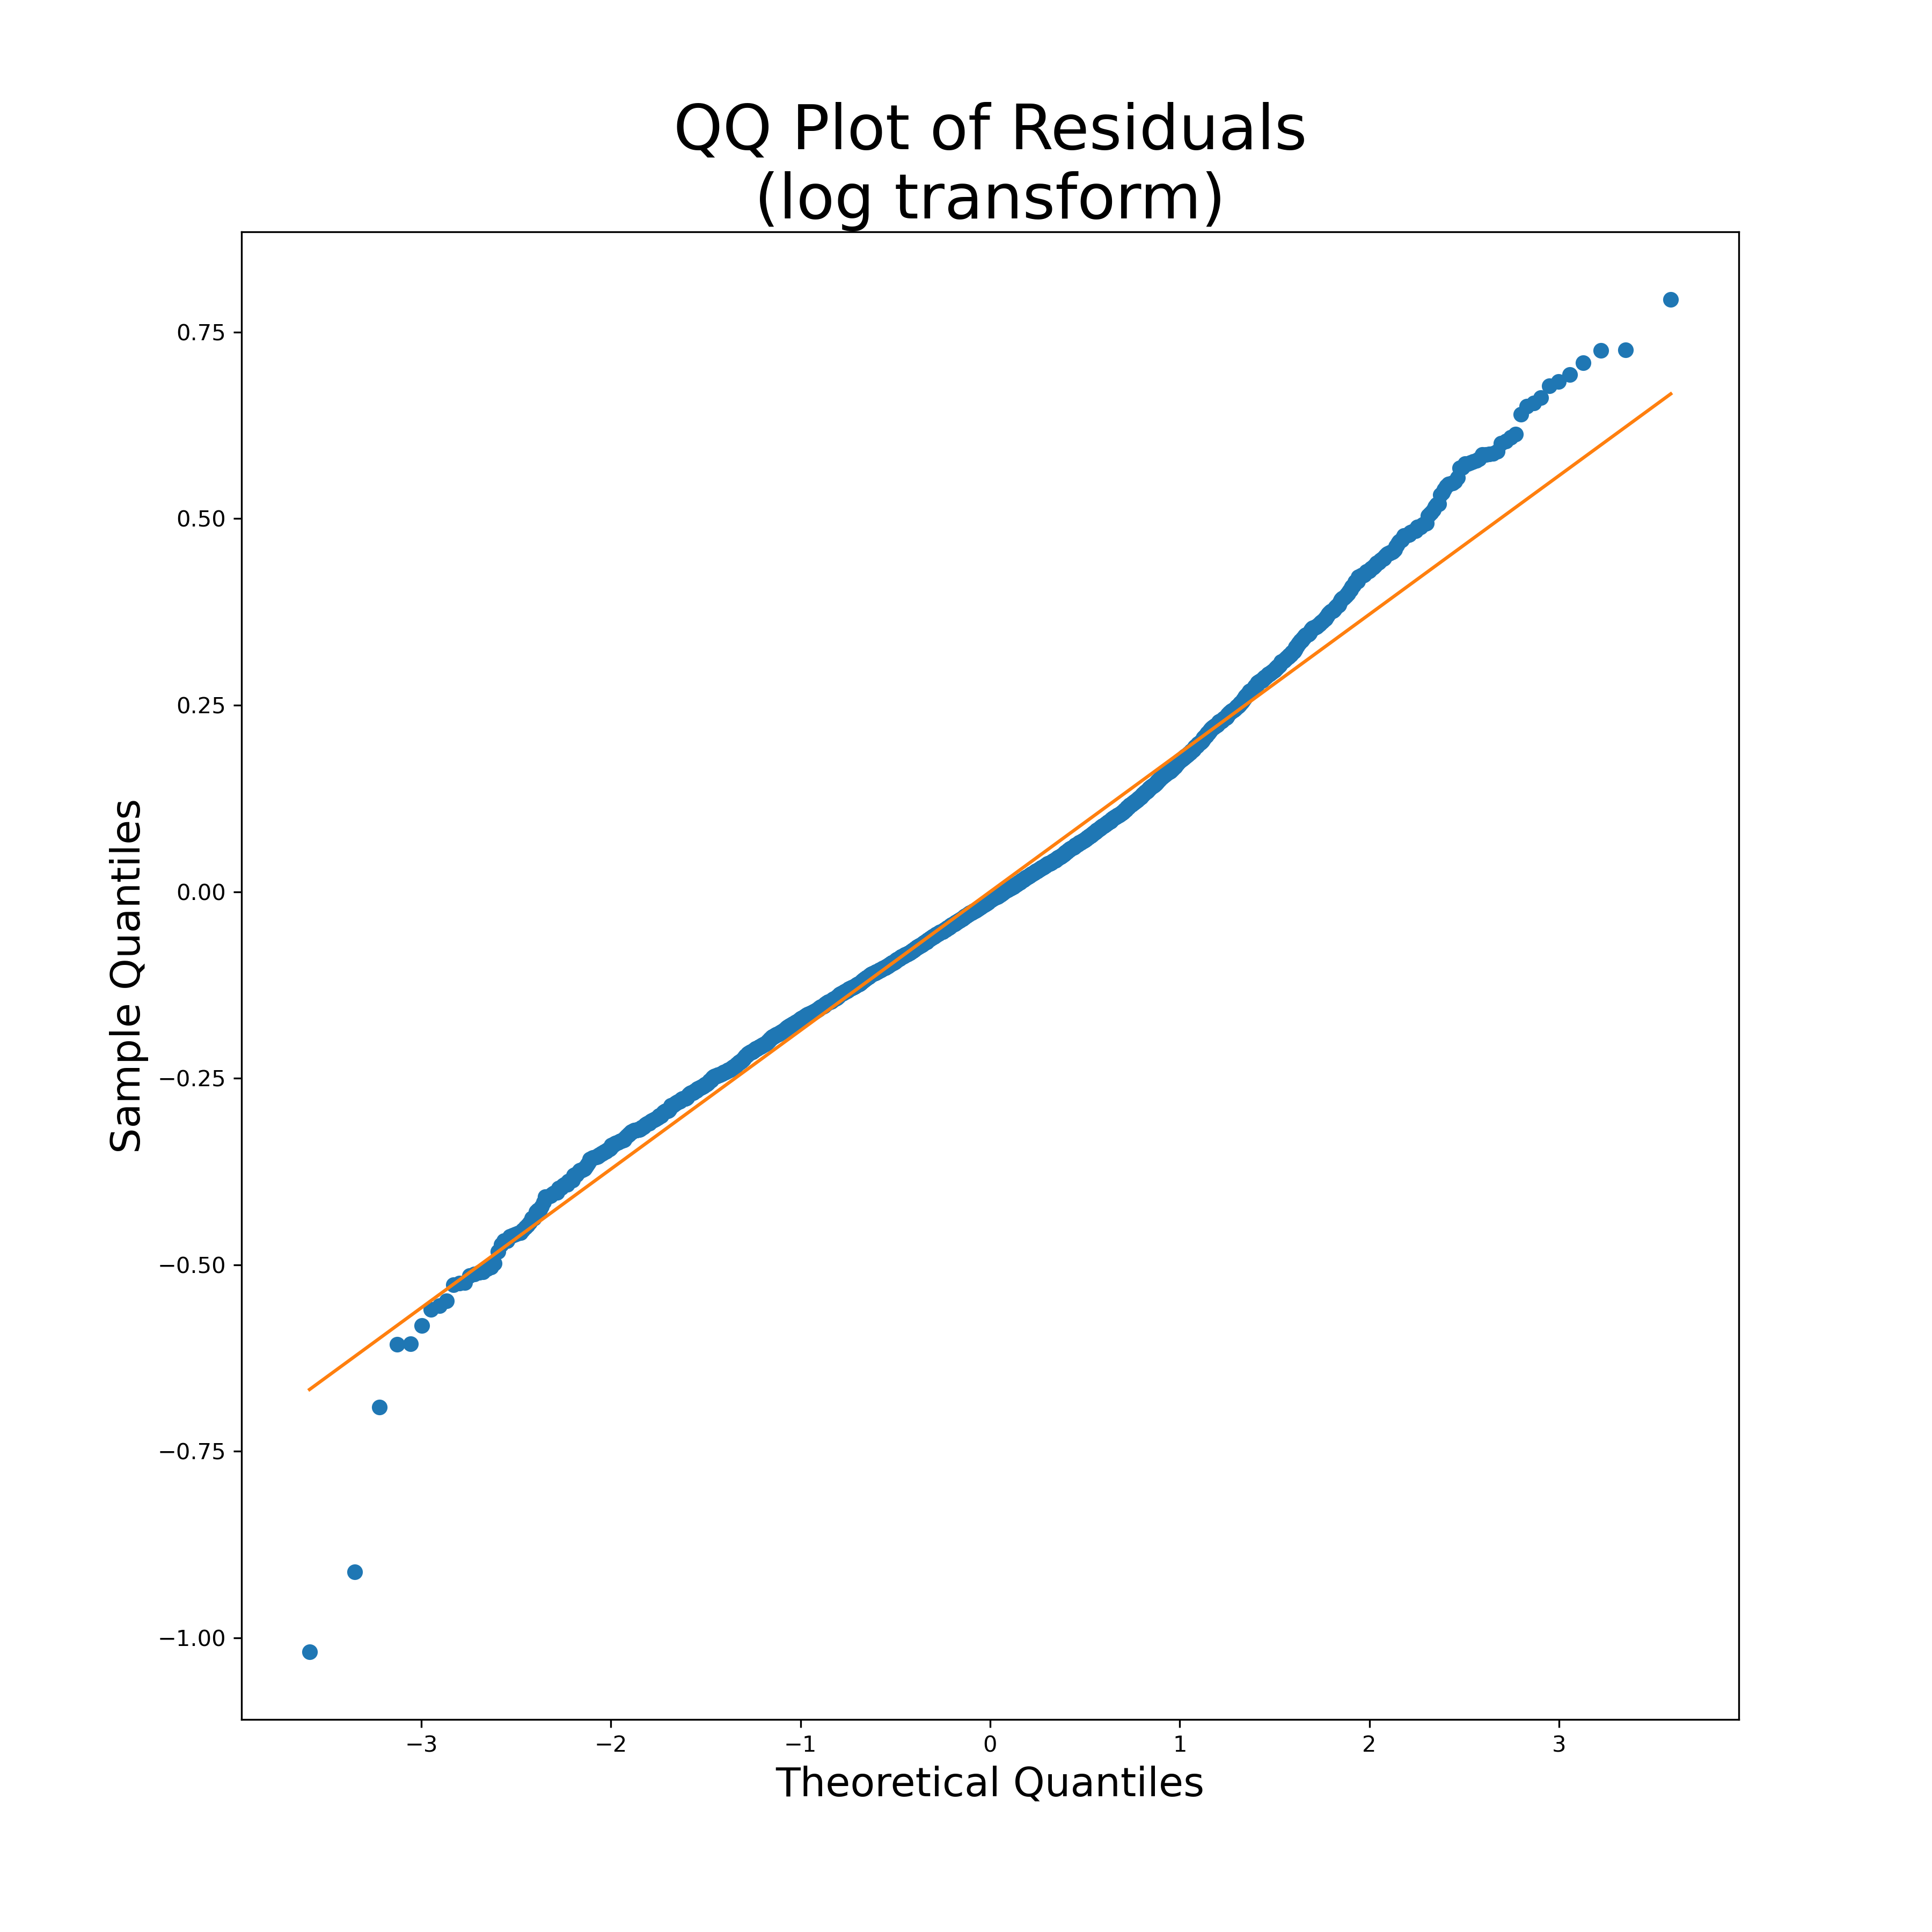 QQ Plot of Residuals
(log transform)
0.75
0.50
0.25
0.00
−0.25
−0.50
−0.75
−1.00
Sample Quantiles
−3 −2 −1 0 1 2 3
Theoretical Quantiles